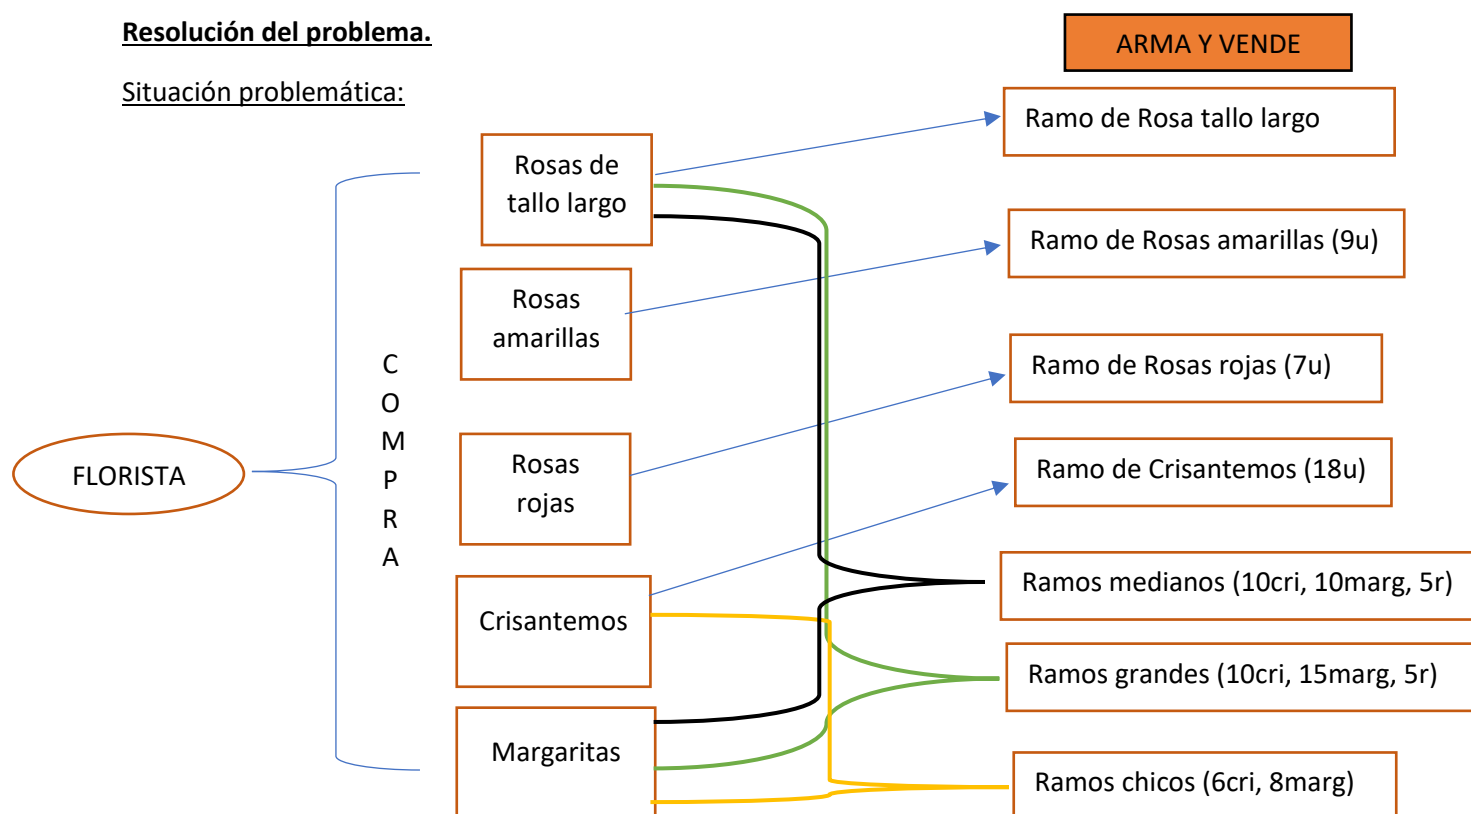 Resolución del problema.
Situación problemática:
ARMA Y VENDE
FLORISTA
C
O
M
P
R
A
Rosas de
tallo largo
Rosas
amarillas
Rosas
rojas
Crisantemos
Margaritas
Ramo de Rosa tallo largo
Ramo de Rosas amarillas (9u)
Ramo de Rosas rojas (7u)
Ramo de Crisantemos (18u)
Ramos medianos (10cri, 10marg, 5r)
Ramos grandes (10cri, 15marg, 5r)
Ramos chicos (6cri, 8marg)